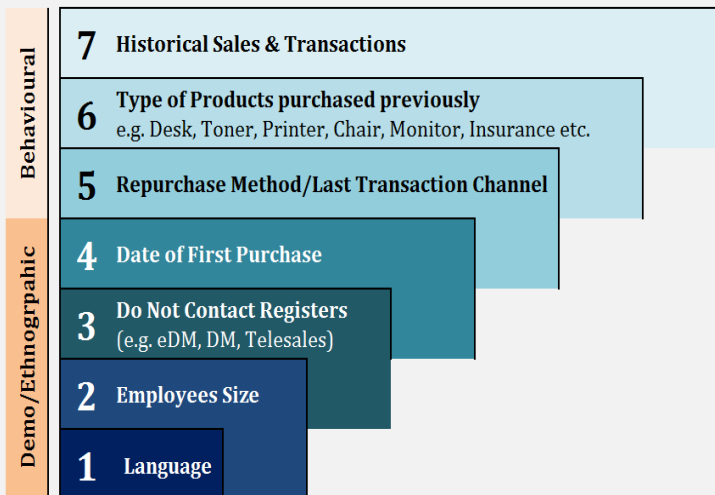 Behavioural
7 Historical Sales & Transactions
6 Type of Products purchased previously
e.g. Desk, Toner, Printer, Chair, Monitor, Insurance etc.
5 Repurchase Method/Last Transaction Channel
Demo/Ethnogrpahic
4 Date of First Purchase
3 Do Not Contact Registers
(e.g. eDM, DM, Telesales)
2 Employees Size
1 Language